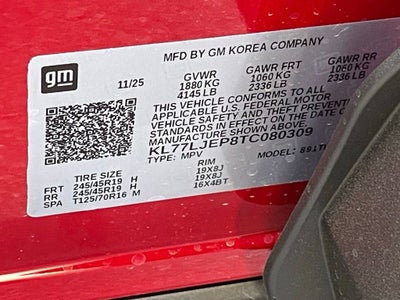 gm
MFD BY GM KOREA COMPANY
11/25 GVWR GAWR FRT GAWR RR
1880 KG 1060 KG 1060 KG
4145 LB 2336 LB 2336 LB
THIS VEHICLE CONFORMS TO ALL
APPLICABLE U.S. FEDERAL MOTOR
VEHICLE SAFETY AND THEFT PREVENTION
STANDARDS IN EFFECT ON THE DATE OF
MANUFACTURE SHOWN ABOVE.
KL77LJEP8TC080309
TYPE: MPV MODEL:
TIRE SIZE RIM
FRT 245/45R19 H 19X8J
RR 245/45R19 H 19X8J
SPA T125/70R16 M 16X4BT